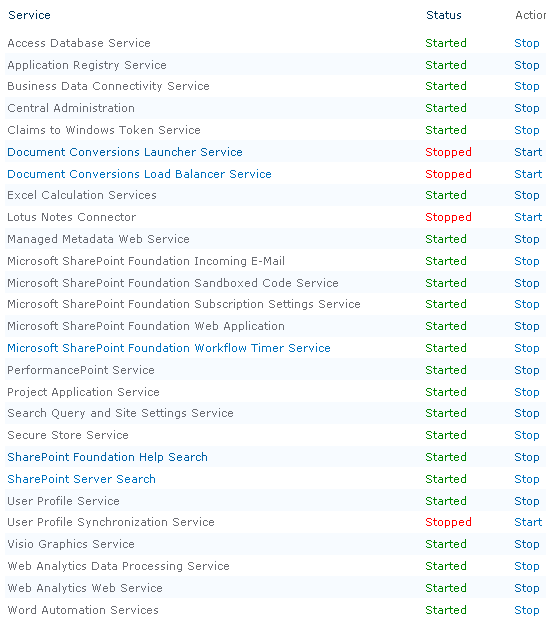 Service Status Action
Access Database Service Started Stop
Application Registry Service Started Stop
Business Data Connectivity Service Started Stop
Central Administration Started Stop
Claims to Windows Token Service Started Stop
Document Conversions Launcher Service Stopped Start
Document Conversions Load Balancer Service Stopped Start
Excel Calculation Services Started Stop
Lotus Notes Connector Stopped Start
Managed Metadata Web Service Started Stop
Microsoft SharePoint Foundation Incoming E-Mail Started Stop
Microsoft SharePoint Foundation Sandboxed Code Service Started Stop
Microsoft SharePoint Foundation Subscription Settings Service Started Stop
Microsoft SharePoint Foundation Web Application Started Stop
Microsoft SharePoint Foundation Workflow Timer Service Started Stop
PerformancePoint Service Started Stop
Project Application Service Started Stop
Search Query and Site Settings Service Started Stop
Secure Store Service Started Stop
SharePoint Foundation Help Search Started Stop
SharePoint Server Search Started Stop
User Profile Service Started Stop
User Profile Synchronization Service Stopped Start
Visio Graphics Service Started Stop
Web Analytics Data Processing Service Started Stop
Web Analytics Web Service Started Stop
Word Automation Services Started Stop